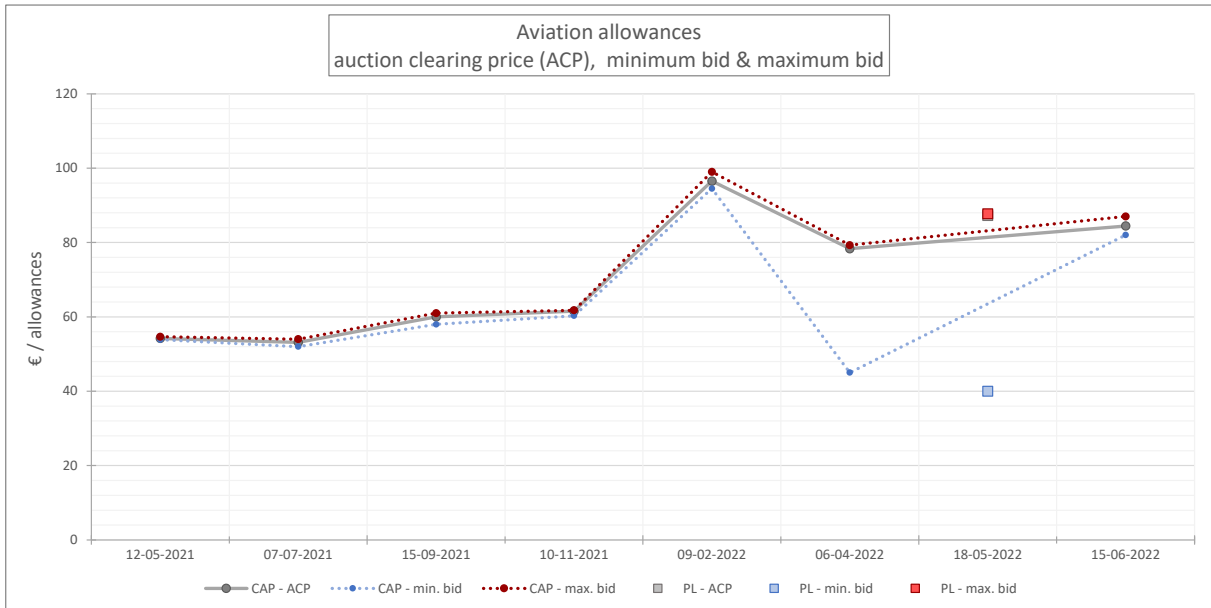 Aviation allowances
auction clearing price (ACP), minimum bid & maximum bid
120
100
80
60
40
20
0
€ / allowances
12-05-2021 07-07-2021 15-09-2021 10-11-2021 09-02-2022 06-04-2022 18-05-2022 15-06-2022
CAP - ACP CAP - min. bid CAP - max. bid PL - ACP PL - min. bid PL - max. bid